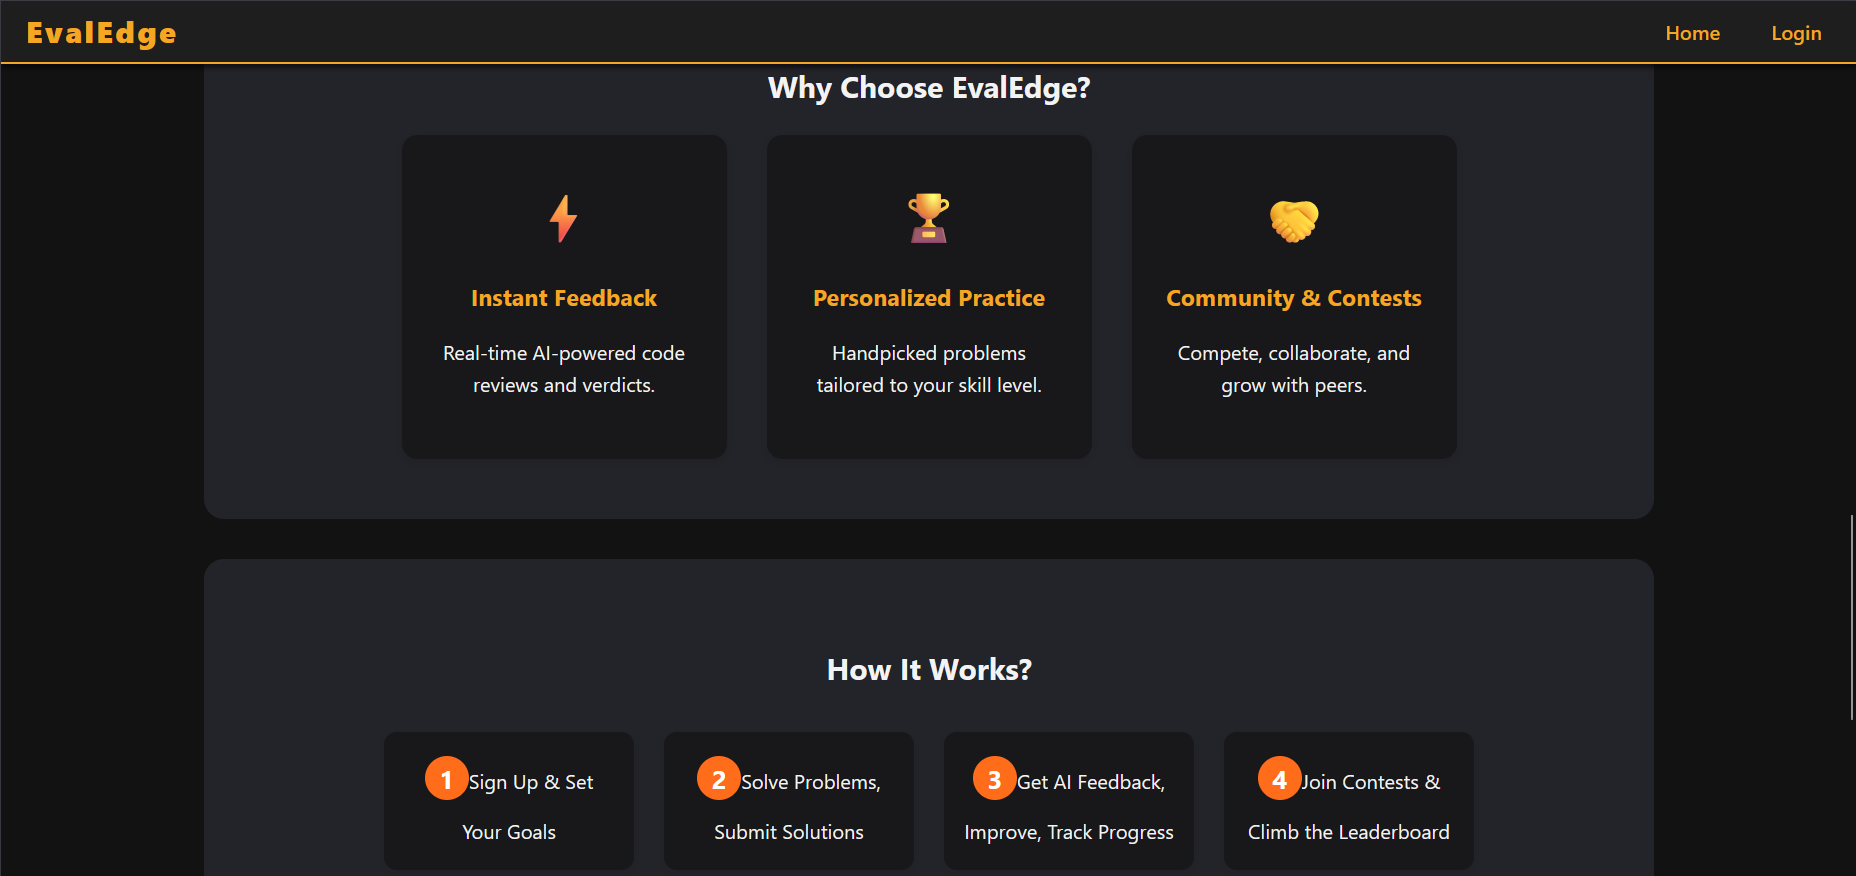 EvalEdge
Home
Login
Why Choose EvalEdge?
Instant Feedback
Real-time AI-powered code
reviews and verdicts.
Personalized Practice
Handpicked problems
tailored to your skill level.
Community & Contests
Compete, collaborate, and
grow with peers.
How It Works?
1 Sign Up & Set
Your Goals
2 Solve Problems,
Submit Solutions
3 Get AI Feedback,
Improve, Track Progress
4 Join Contests &
Climb the Leaderboard